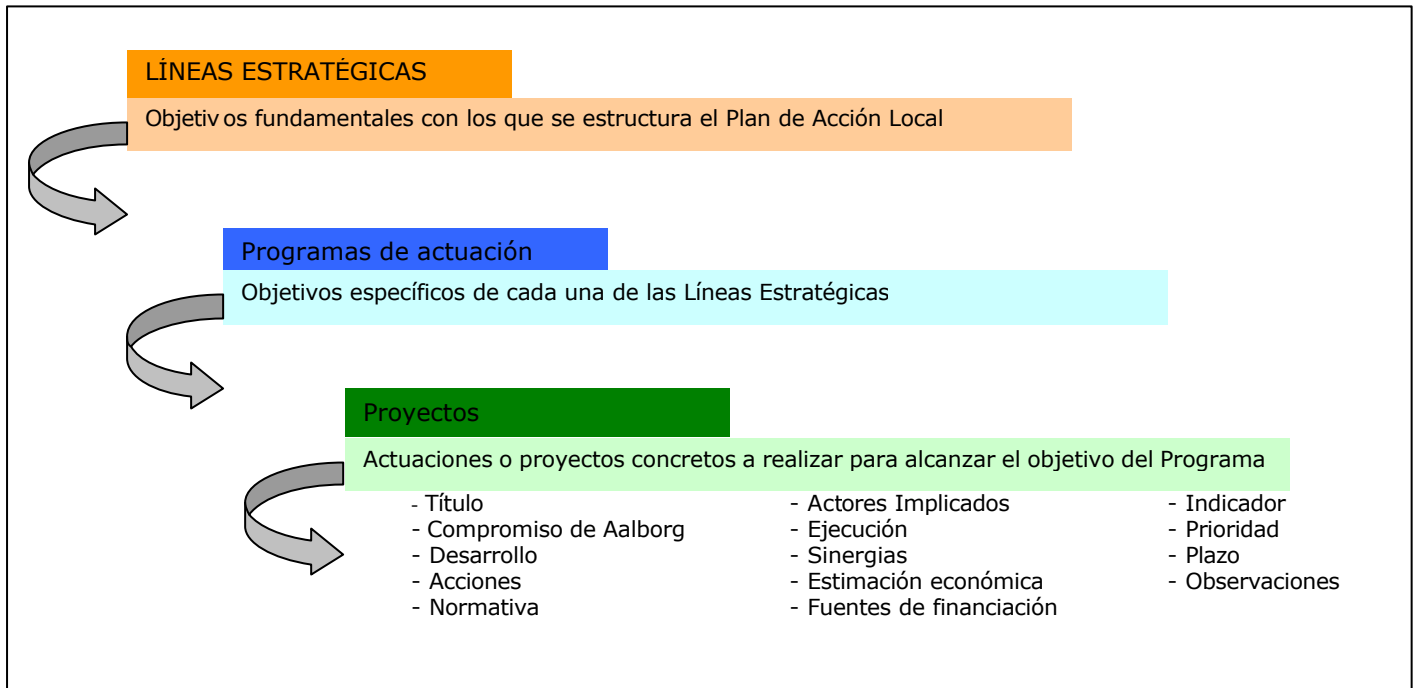 LÍNEAS ESTRATÉGICAS
Objetivos fundamentales con los que se estructura el Plan de Acción Local
Programas de actuación
Objetivos específicos de cada una de las Líneas Estratégicas
Proyectos
Actuaciones o proyectos concretos a realizar para alcanzar el objetivo del Programa
- Título
- Compromiso de Aalborg
- Desarrollo
- Acciones
- Normativa
- Actores Implicados
- Ejecución
- Sinergias
- Estimación económica
- Fuentes de financiación
- Indicador
- Prioridad
- Plazo
- Observaciones